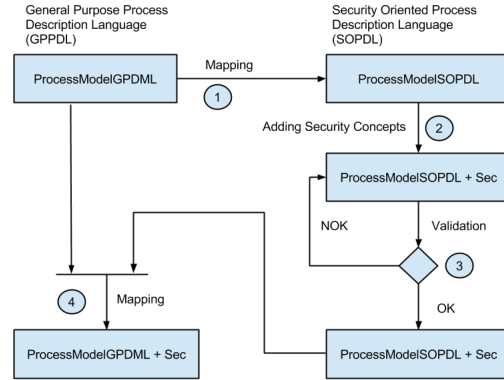 General Purpose Process
Description Language
(GPPDL)
Security Oriented Process
Description Language
(SOPDL)
ProcessModelGPDML
Mapping
1
ProcessModelSOPDL
Adding Security Concepts
2
ProcessModelSOPDL + Sec
NOK
Validation
3
OK
4
Mapping
ProcessModelGPDML + Sec
ProcessModelSOPDL + Sec